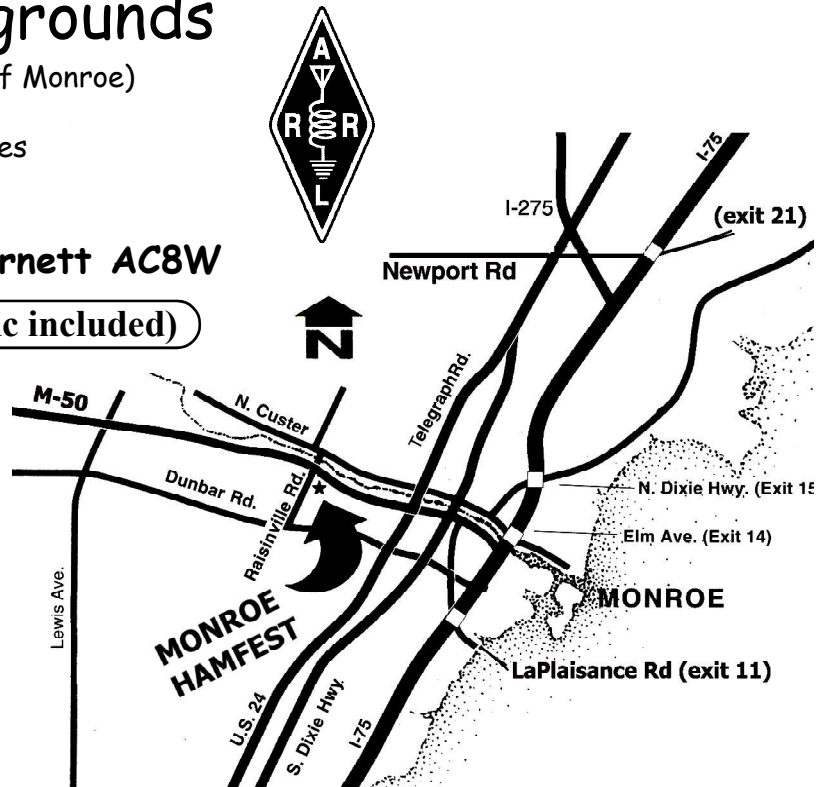 grounds
f Monroe)
es
rnett AC8W
ic included)
A
R R
L
I-275
I-75
(exit 21)
Newport Rd
N
M-50
N. Custer
Telegraph Rd.
Dunbar Rd.
Raisinville Rd.
N. Dixie Hwy. (Exit 15
Elm Ave. (Exit 14)
Lewis Ave.
MONROE
MONROE
HAMFEST
LaPlaisance Rd (exit 11)
U.S. 24
S. Dixie Hwy.
I-75